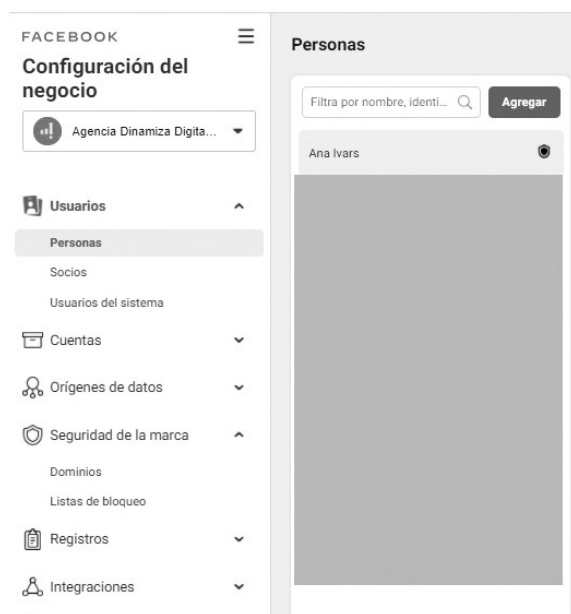 FACEBOOK
Configuración del
negocio
Agencia Dinamiza Digita...
Usuarios
Personas
Socios
Usuarios del sistema
Cuentas
Orígenes de datos
Seguridad de la marca
Dominios
Listas de bloqueo
Registros
Integraciones
Personas
Filtra por nombre, identi...
Agregar
Ana Ivars